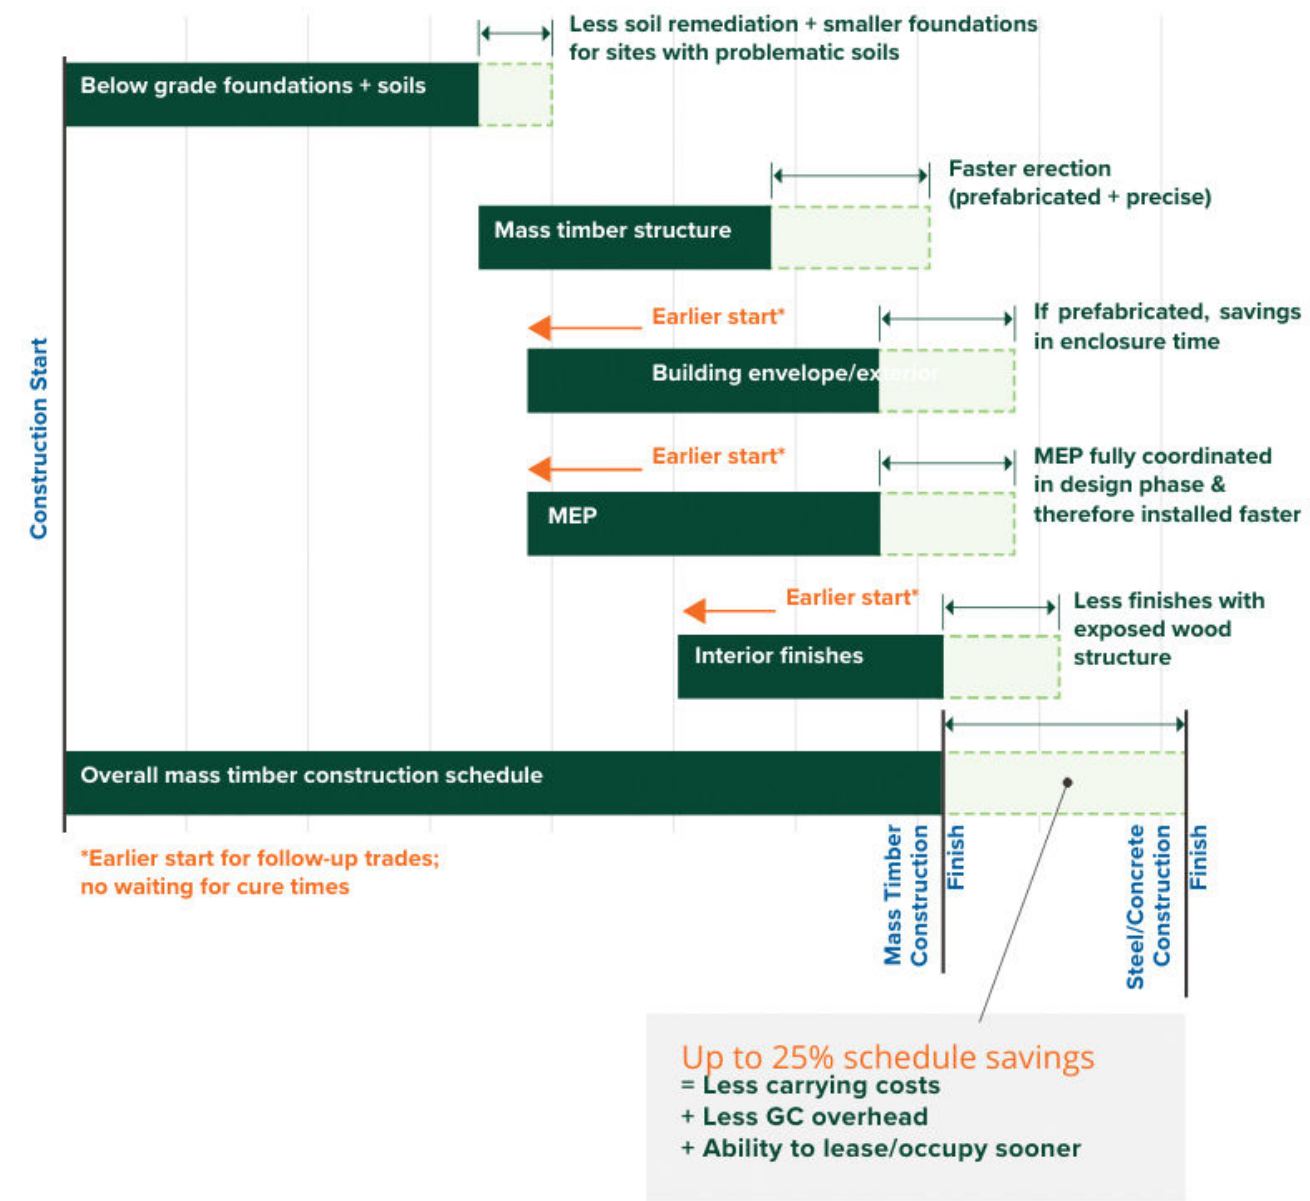 Less soil remediation + smaller foundations
for sites with problematic soils
Below grade foundations + soils
Faster erection
(prefabricated + precise)
Mass timber structure
Earlier start*
If prefabricated, savings
in enclosure time
Building envelope/exterior
Construction Start
Earlier start*
MEP fully coordinated
in design phase &
therefore installed faster
MEP
Earlier start*
Less finishes with
exposed wood
structure
Interior finishes
Overall mass timber construction schedule
*Earlier start for follow-up trades;
no waiting for cure times
Mass Timber
Construction
Finish
Steel/Concrete
Construction
Finish
Up to 25% schedule savings
= Less carrying costs
+ Less GC overhead
+ Ability to lease/occupy sooner